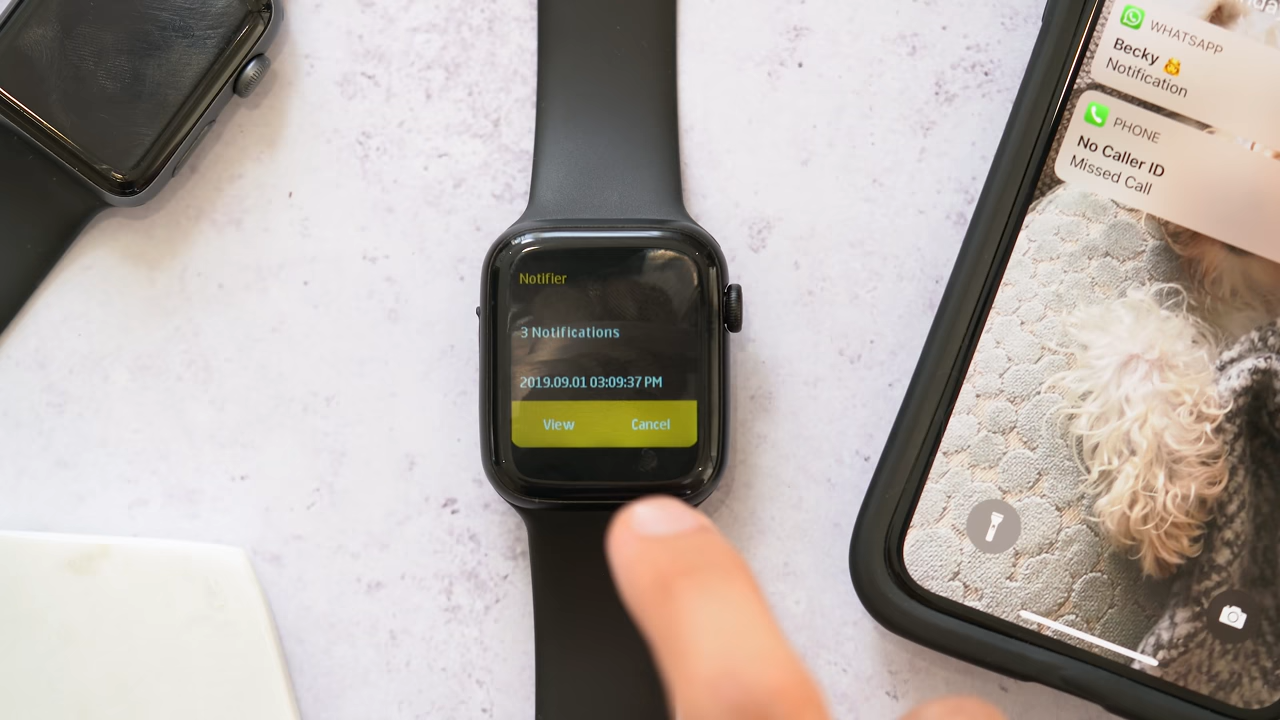 Notifier
3 Notifications
2019.09.01 03:09:37 PM
View Cancel
WHATSAPP
Becky 👸
Notification
PHONE
No Caller ID
Missed Call